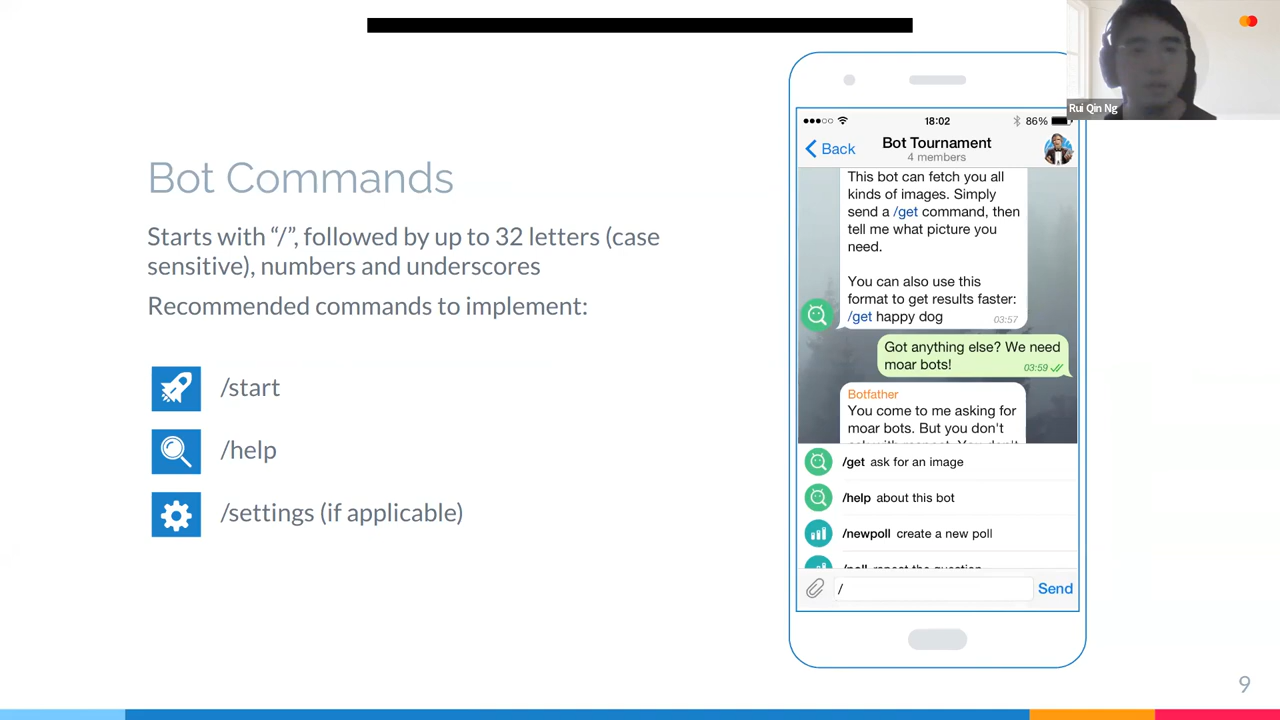 Rui Qin Ng
Bot Commands
Starts with “/”, followed by up to 32 letters (case
sensitive), numbers and underscores
Recommended commands to implement:
/start
/help
/settings (if applicable)
18:02
86%
Back
Bot Tournament
4 members
This bot can fetch you all
kinds of images. Simply
send a /get command, then
tell me what picture you
need.
You can also use this
format to get results faster:
/get happy dog
03:57
Got anything else? We need
moar bots!
03:59
Botfather
You come to me asking for
moar bots. But you don't
/get ask for an image
/help about this bot
/newpoll create a new poll
/poll repeat the question
/
Send
9